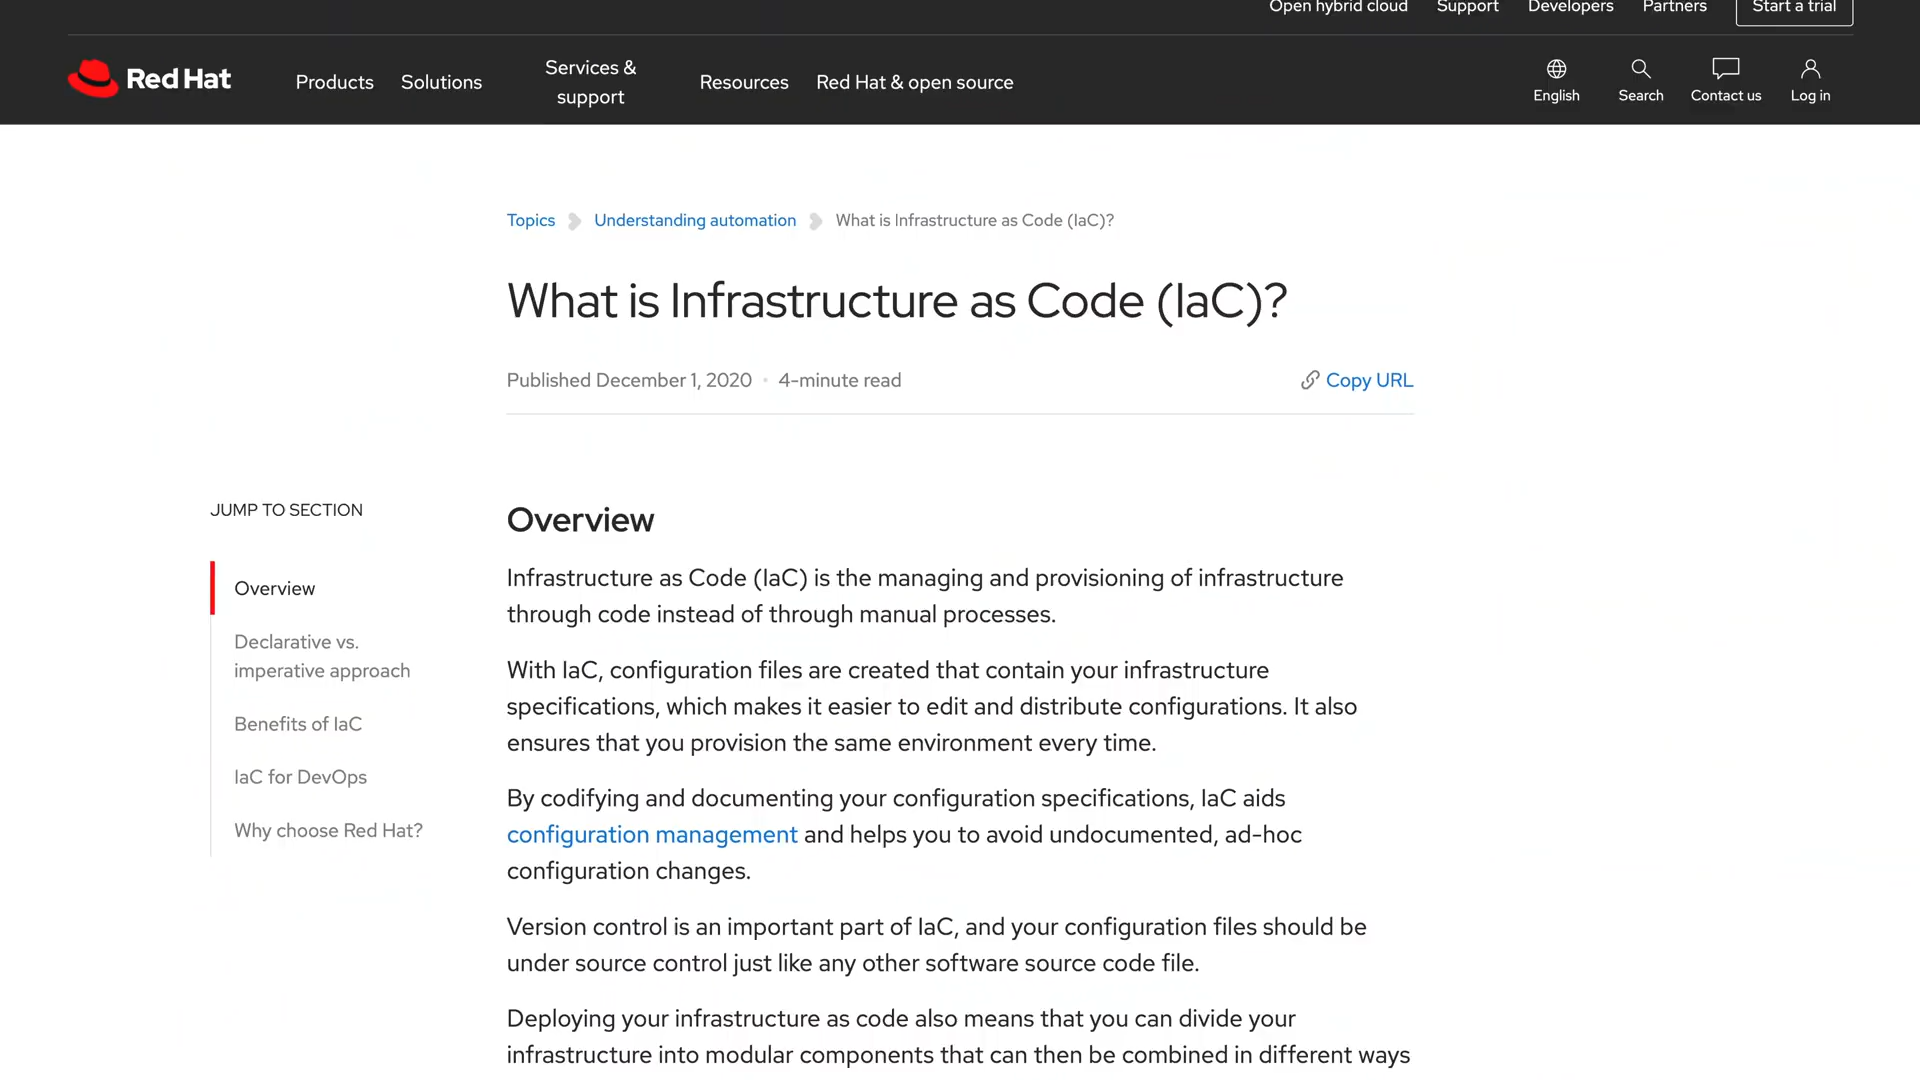 Open hybrid cloud
Support
Developers
Partners
Start a trial
Red Hat
Products
Solutions
Services &
support
Resources
Red Hat & open source
English
Search
Contact us
Log in
Topics
Understanding automation
What is Infrastructure as Code (IaC)?
What is Infrastructure as Code (IaC)?
Published December 1, 2020 • 4-minute read
Copy URL
JUMP TO SECTION
Overview
Declarative vs.
imperative approach
Benefits of IaC
IaC for DevOps
Why choose Red Hat?
Overview
Infrastructure as Code (IaC) is the managing and provisioning of infrastructure
through code instead of through manual processes.
With IaC, configuration files are created that contain your infrastructure
specifications, which makes it easier to edit and distribute configurations. It also
ensures that you provision the same environment every time.
By codifying and documenting your configuration specifications, IaC aids
configuration management and helps you to avoid undocumented, ad-hoc
configuration changes.
Version control is an important part of IaC, and your configuration files should be
under source control just like any other software source code file.
Deploying your infrastructure as code also means that you can divide your
infrastructure into modular components that can then be combined in different ways